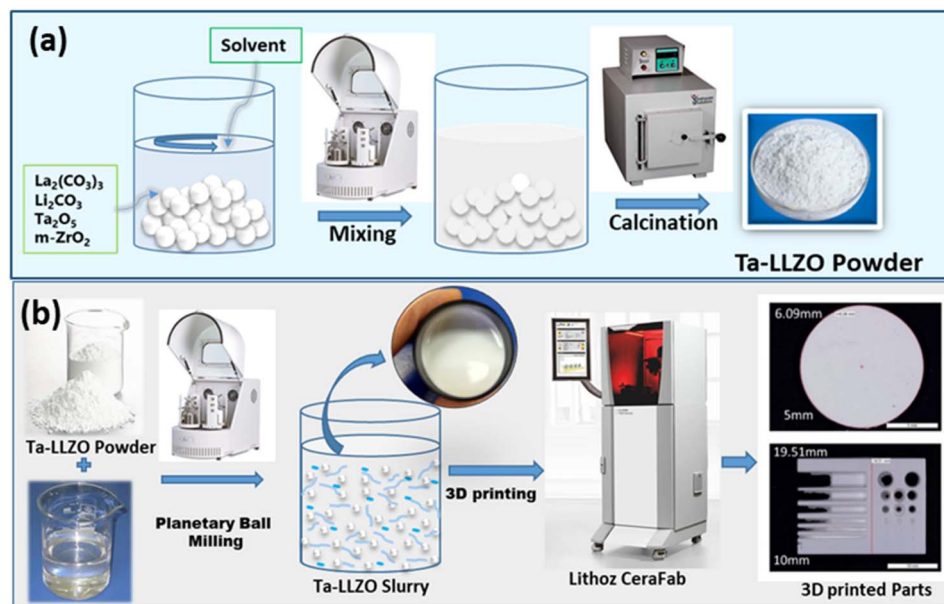 (a)
Solvent
La₂(CO₃)₃
Li₂CO₃
Ta₂O₅
m-ZrO₂
Mixing
Calcination
Ta-LLZO Powder
(b)
Ta-LLZO Powder
+
Planetary Ball
Milling
Ta-LLZO Slurry
3D printing
Lithoz CeraFab
6.09mm
5mm
19.51mm
10mm
3D printed Parts